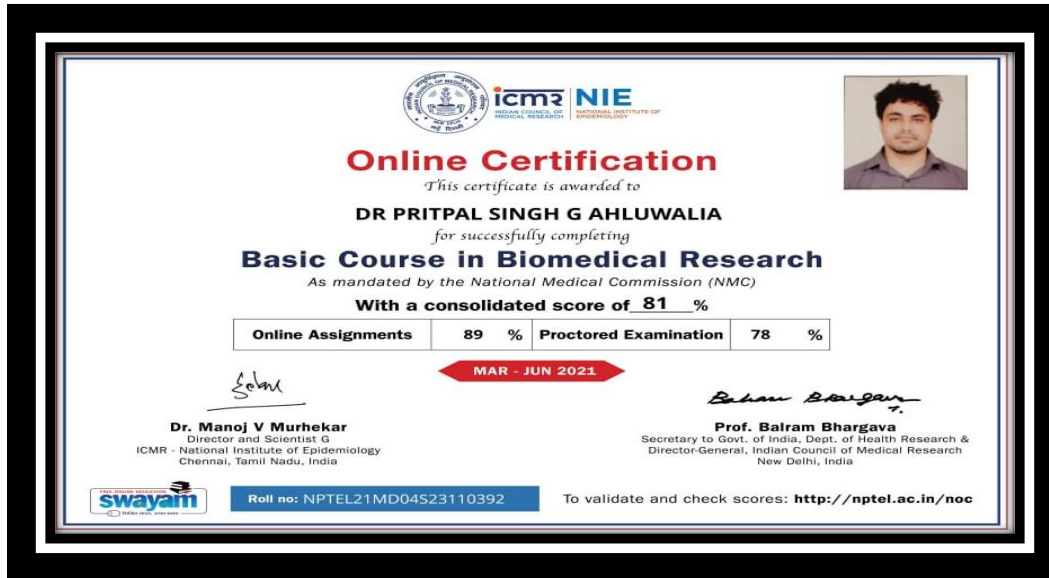 icmr NIE
INDIAN COUNCIL OF MEDICAL RESEARCH
NATIONAL INSTITUTE OF EPIDEMIOLOGY
Online Certification
This certificate is awarded to
DR PRITPAL SINGH G AHLUWALIA
for successfully completing
Basic Course in Biomedical Research
As mandated by the National Medical Commission (NMC)
With a consolidated score of 81 %
Online Assignments 89 % Proctored Examination 78 %
MAR - JUN 2021
Dr. Manoj V Murhekar
Director and Scientist G
ICMR - National Institute of Epidemiology
Chennai, Tamil Nadu, India
Balram Bhargava
Prof. Balram Bhargava
Secretary to Govt. of India, Dept. of Health Research &
Director-General, Indian Council of Medical Research
New Delhi, India
FREE ONLINE EDUCATION
swayam
Roll no: NPTEL21MD04S23110392
To validate and check scores: http://nptel.ac.in/noc